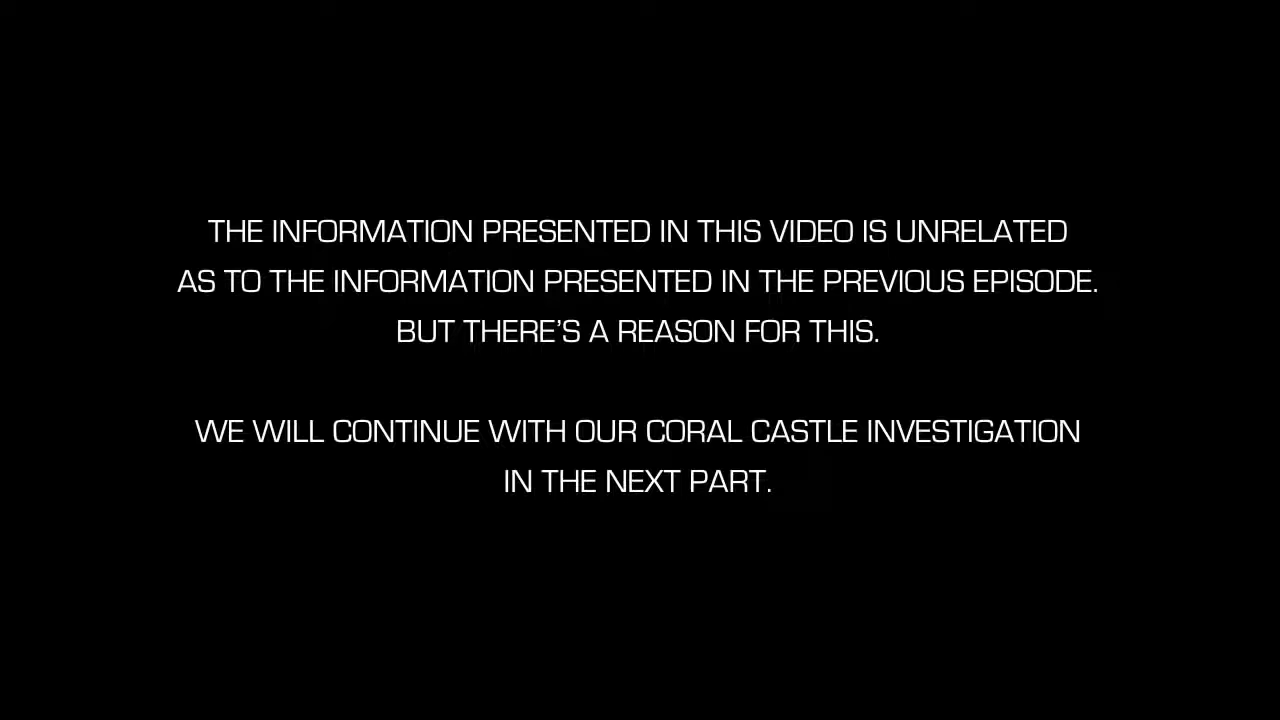 THE INFORMATION PRESENTED IN THIS VIDEO IS UNRELATED
AS TO THE INFORMATION PRESENTED IN THE PREVIOUS EPISODE.
BUT THERE'S A REASON FOR THIS.
WE WILL CONTINUE WITH OUR CORAL CASTLE INVESTIGATION
IN THE NEXT PART.